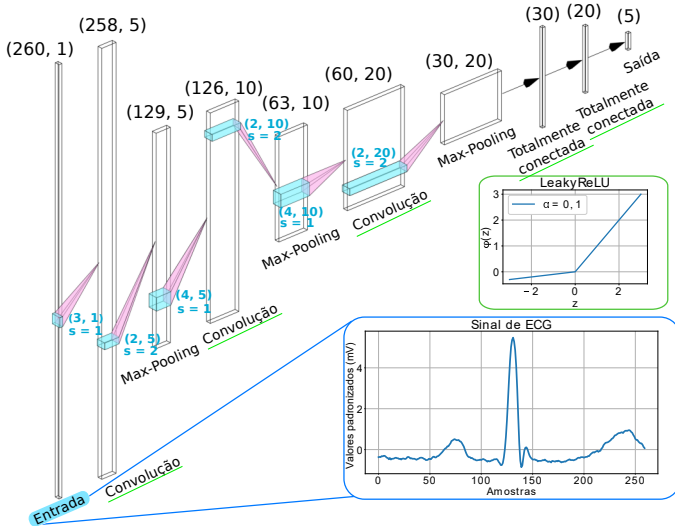 (260, 1)
(258, 5)
(129, 5)
(126, 10)
(63, 10)
(60, 20)
(30, 20)
(30)
(20)
(5)
(3, 1)
s = 1
(2, 5)
s = 2
(4, 5)
s = 1
(2, 10)
s = 2
(4, 10)
s = 1
(2, 20)
s = 2
Entrada
Convolução
Max-Pooling
Convolução
Max-Pooling
Convolução
Max-Pooling
Totalmente
conectada
Totalmente
conectada
Saída
LeakyReLU
α = 0, 1
φ(z)
3
2
1
0
−2
0
2
z
Sinal de ECG
Valores padronizados (mV)
4
2
0
0
50
100
150
200
250
Amostras